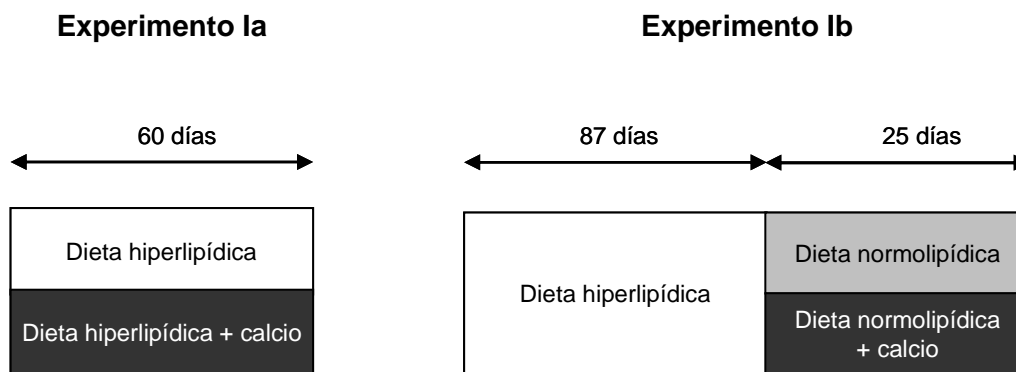 Experimento Ia
Experimento Ib
60 días
87 días
25 días
Dieta hiperlipídica
Dieta hiperlipídica + calcio
Dieta hiperlipídica
Dieta normolipídica
Dieta normolipídica
+ calcio